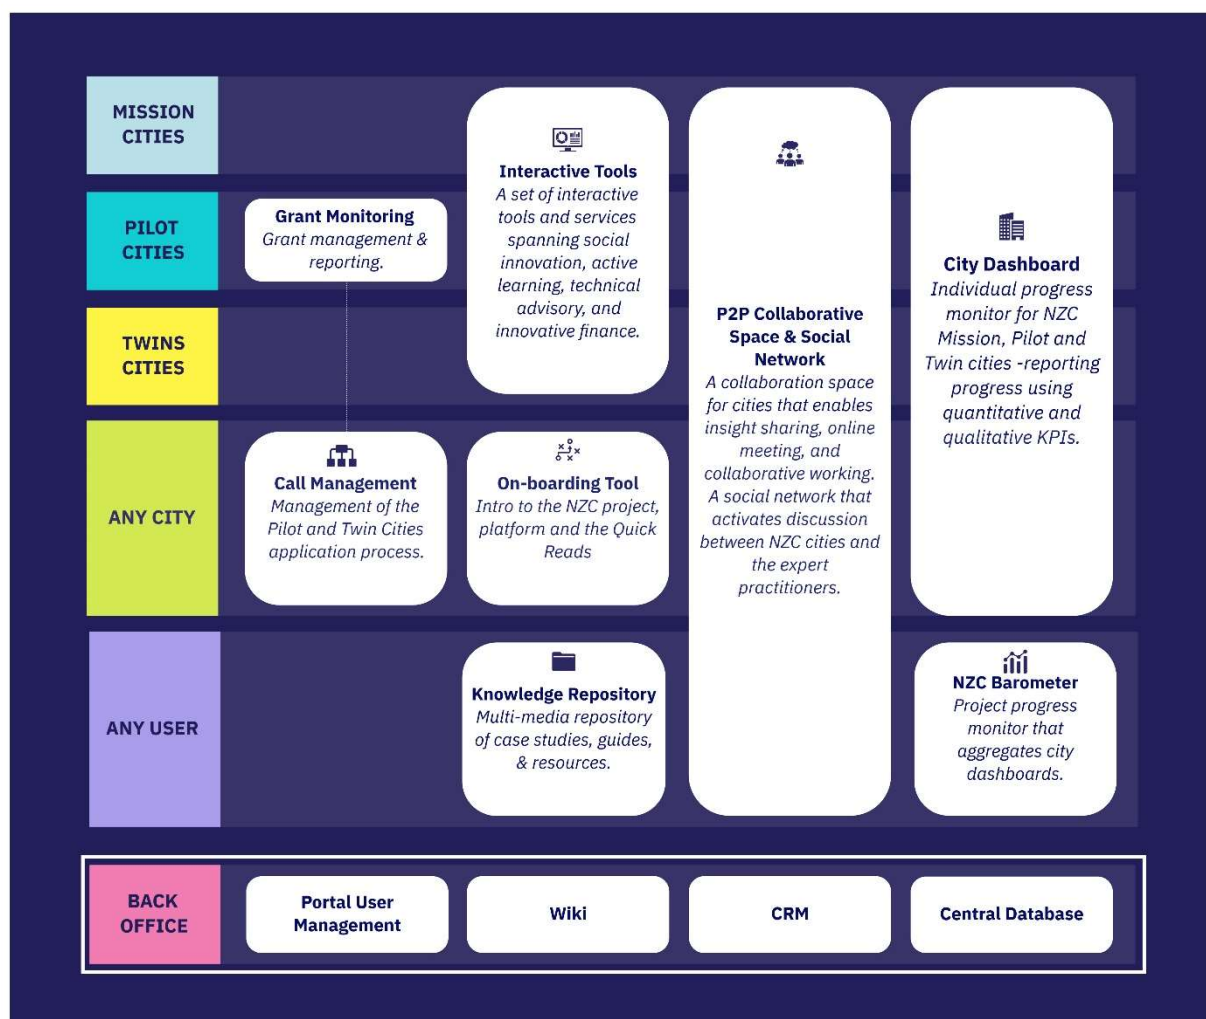 MISSION
CITIES
Interactive Tools
A set of interactive
tools and services
spanning social
innovation, active
learning, technical
advisory, and
innovative finance.
PILOT
CITIES
Grant Monitoring
Grant management &
reporting.
City Dashboard
Individual progress
monitor for NZC
Mission, Pilot and
Twin cities -reporting
progress using
quantitative and
qualitative KPIs.
TWINS
CITIES
P2P Collaborative
Space & Social
Network
A collaboration space
for cities that enables
insight sharing, online
meeting, and
collaborative working.
A social network that
activates discussion
between NZC cities and
the expert
practitioners.
ANY CITY
Call Management
Management of the
Pilot and Twin Cities
application process.
On-boarding Tool
Intro to the NZC project,
platform and the Quick
Reads
ANY USER
Knowledge Repository
Multi-media repository
of case studies, guides,
& resources.
NZC Barometer
Project progress
monitor that
aggregates city
dashboards.
BACK
OFFICE
Portal User
Management
Wiki
CRM
Central Database